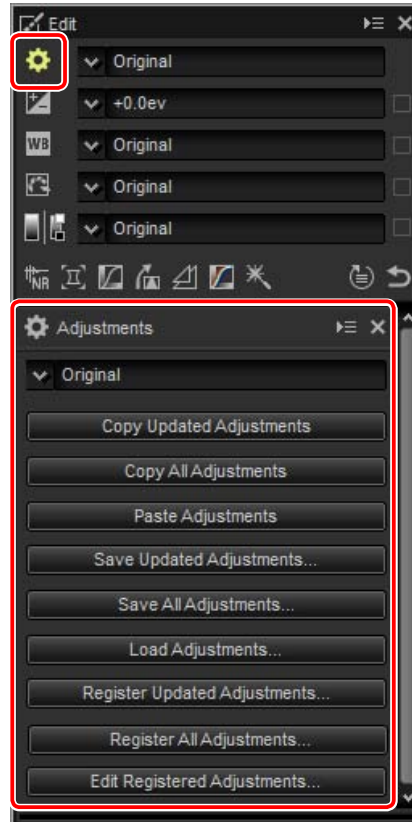 Edit
Original
+0.0ev
WB Original
Original
Original
NR
Adjustments
Original
Copy Updated Adjustments
Copy All Adjustments
Paste Adjustments
Save Updated Adjustments...
Save All Adjustments...
Load Adjustments...
Register Updated Adjustments...
Register All Adjustments...
Edit Registered Adjustments...